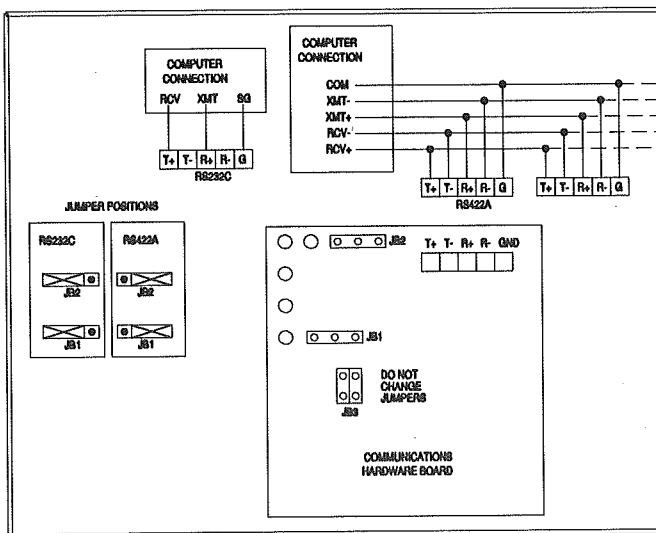 COMPUTER
CONNECTION
RCV XMT SG
T+ T- R+ R- G
RS232C
COMPUTER
CONNECTION
COM
XMT-
XMT+
RCV-
RCV+
T+ T- R+ R- G
RS422A
T+ T- R+ R- G
JUMPER POSITIONS
RS232C
JB2
JB1
RS422A
JB2
JB1
JB2
T+ T- R+ R- GND
JB1
JB3
DO NOT
CHANGE
JUMPERS
COMMUNICATIONS
HARDWARE BOARD